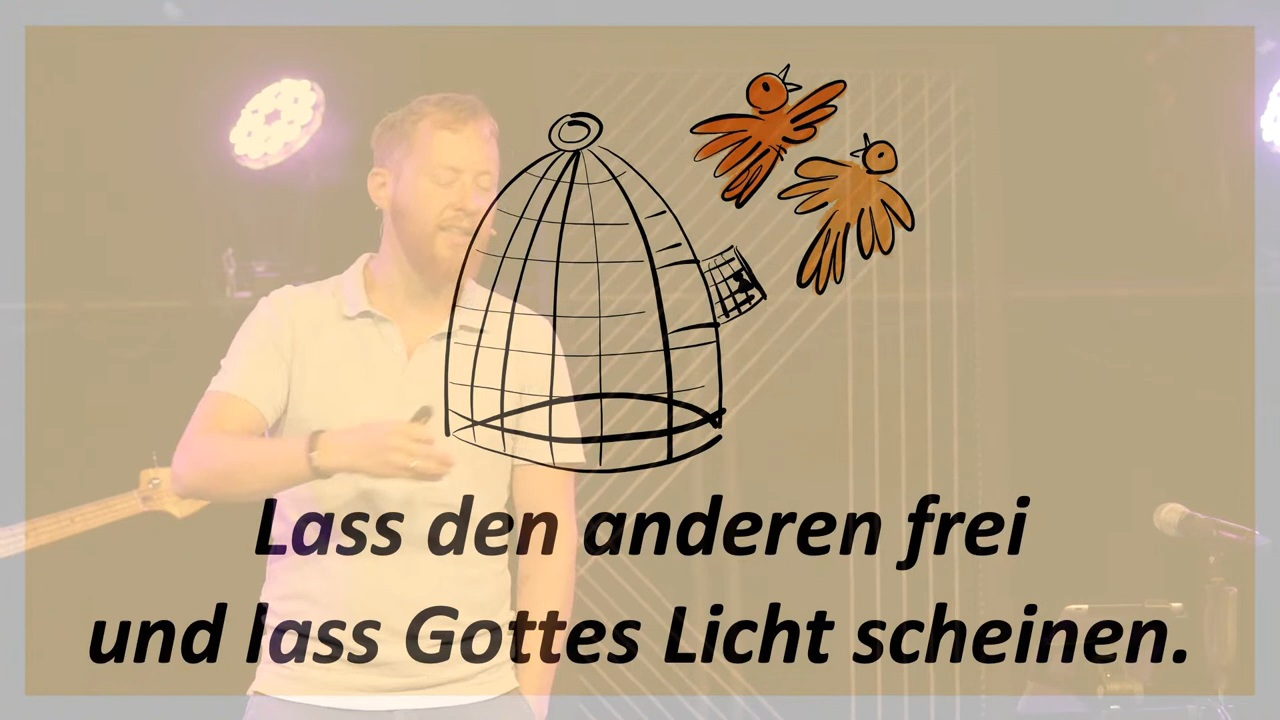 Lass den anderen frei
und lass Gottes Licht scheinen.